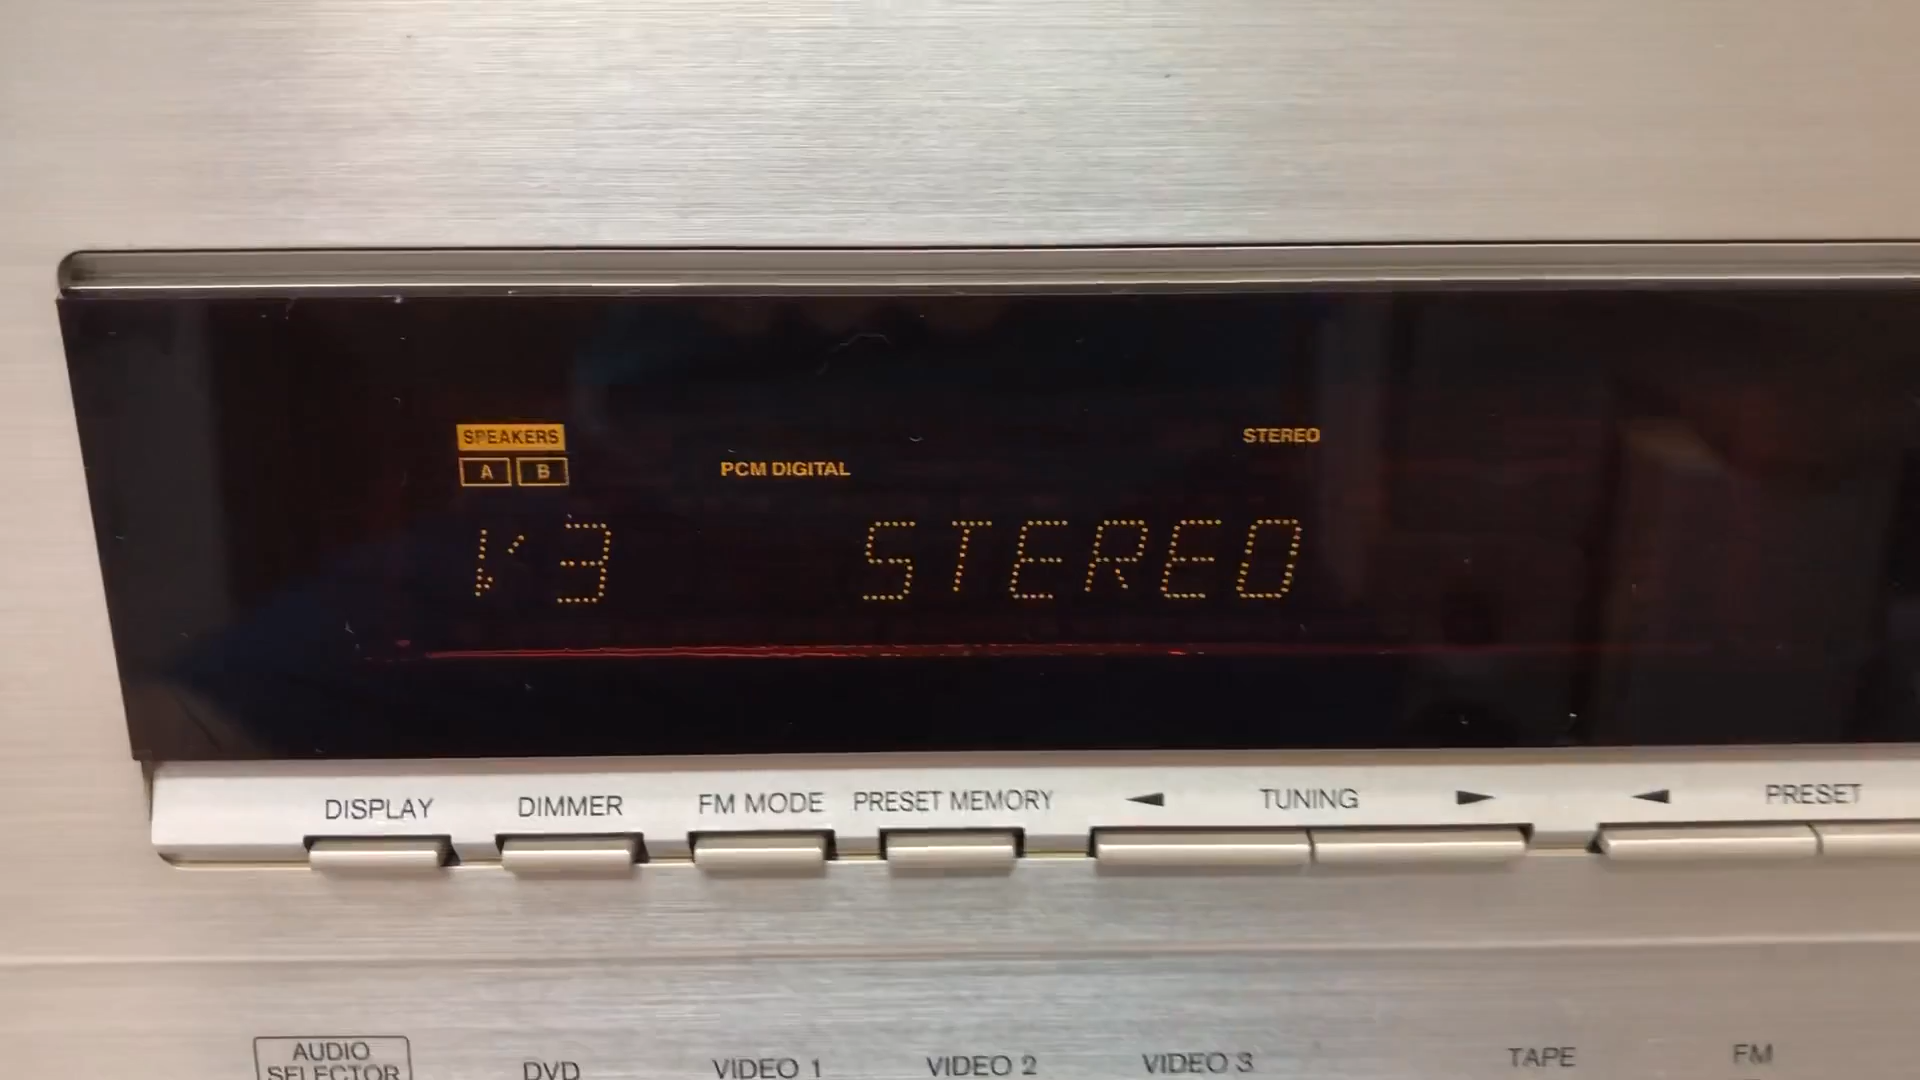 SPEAKERS
A B
PCM DIGITAL
STEREO
V 3 STEREO
DISPLAY DIMMER FM MODE PRESET MEMORY TUNING PRESET
AUDIO SELECTOR
DVD VIDEO 1 VIDEO 2 VIDEO 3 TAPE FM